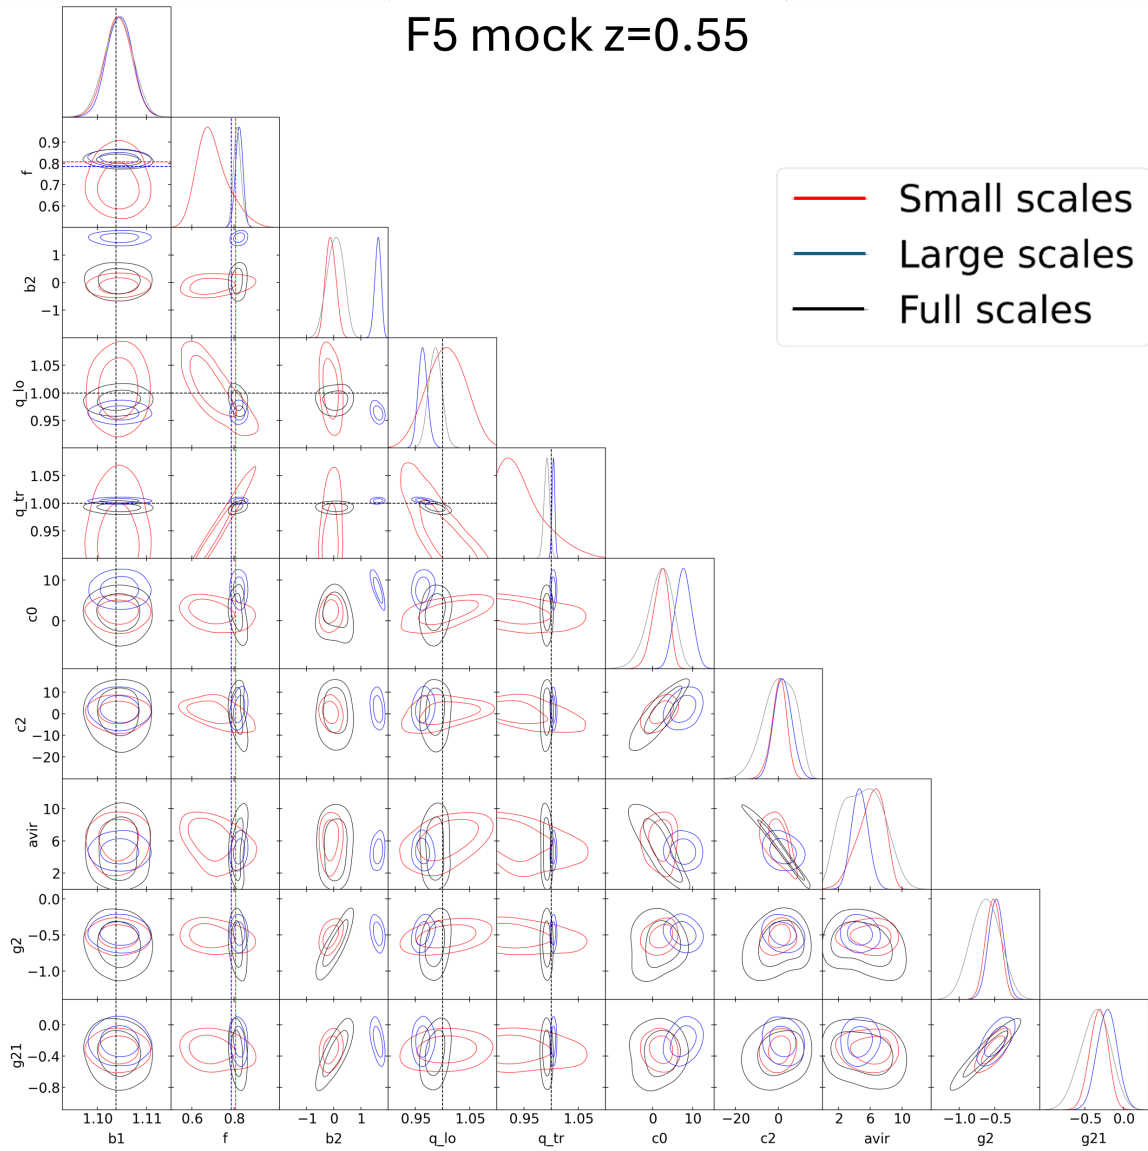 F5 mock z=0.55
Small scales
Large scales
Full scales
0.9
0.8
0.7
0.6
f
1
0
−1
b2
1.05
1.00
0.95
q_lo
1.05
1.00
0.95
q_tr
10
0
c0
10
0
−10
−20
c2
10
6
2
avir
0.0
−0.5
−1.0
g2
0.0
−0.4
−0.8
g21
1.10 1.11 0.6 0.8 −1 0 1 0.95 1.05 0.95 1.05 0 10 −20 0 2 6 10 −1.0 −0.5 −0.5 0.0
b1 f b2 q_lo q_tr c0 c2 avir g2 g21